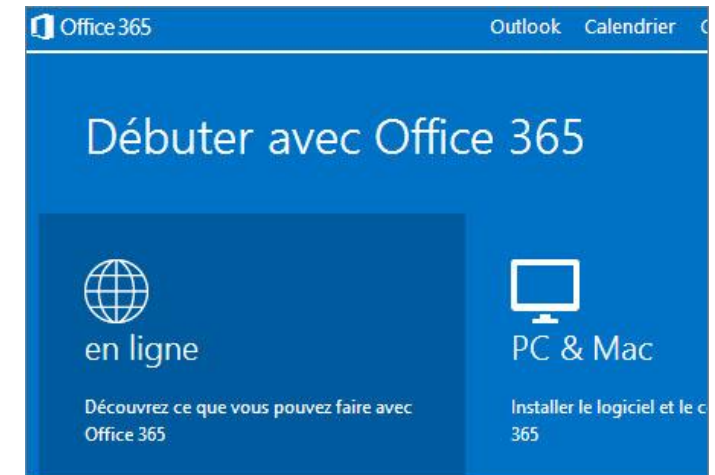 Office 365
Outlook Calendrier
Débuter avec Office 365
en ligne
Découvrez ce que vous pouvez faire avec
Office 365
PC & Mac
Installer le logiciel et le
365